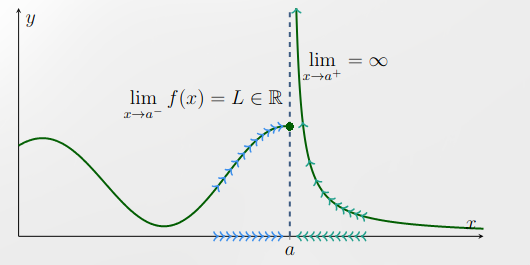 y
lim x→a⁺ = ∞
lim x→a⁻ f(x) = L ∈ ℝ
x
a